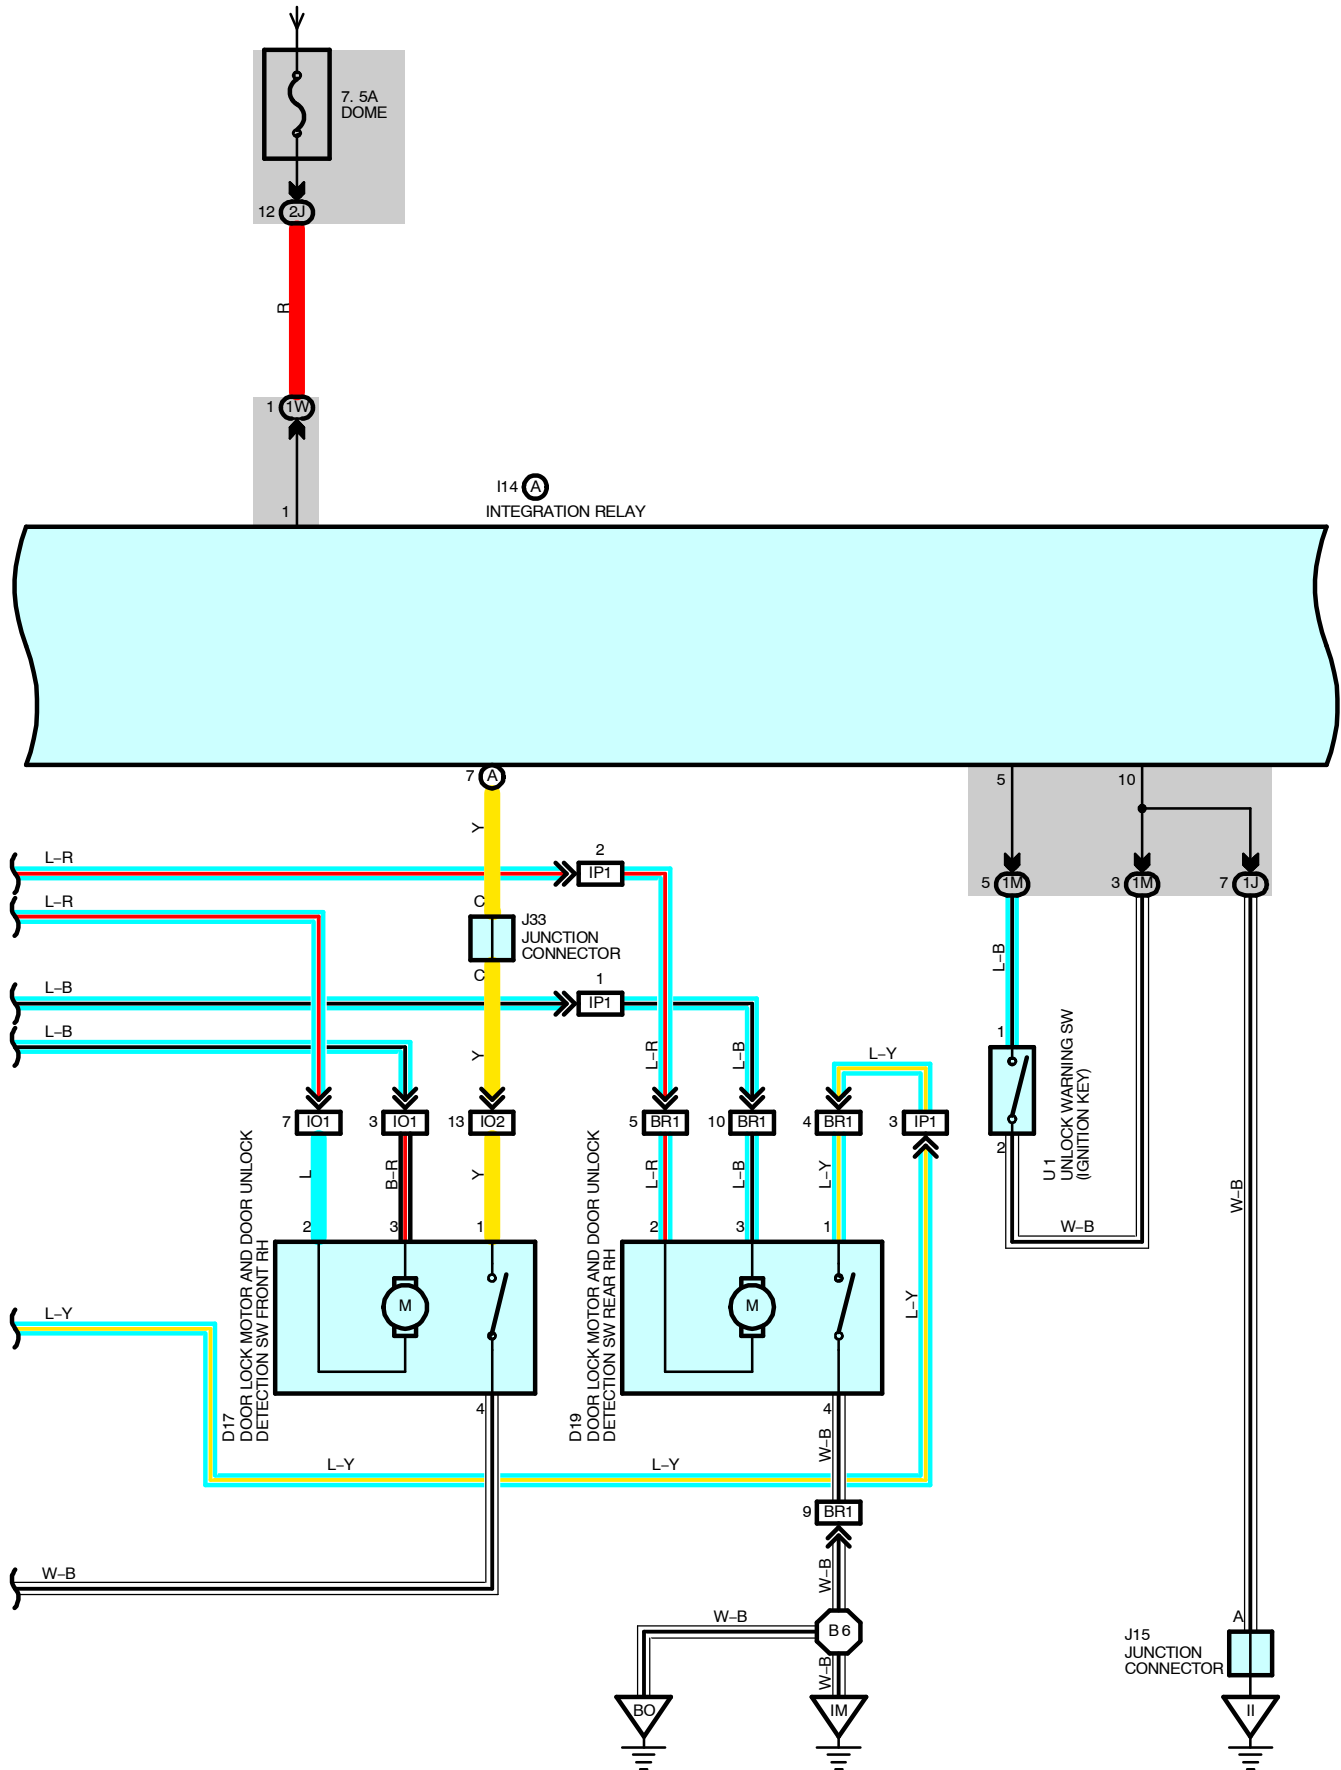 7. 5A
DOME
12 2J
R
1 1W
1
I14 A
INTEGRATION RELAY
7 A
5 10
Y
L–R
2
IP1
5 1M 3 1M 7 1J
L–R
C
J33
JUNCTION
CONNECTOR
C
L–B
L–B
1
IP1
L–B
Y
L–R
L–B
L–Y
1
U 1
UNLOCK WARNING SW
(IGNITION KEY)
2
7 IO1 3 IO1 13 IO2 5 BR1 10 BR1 4 BR1 3 IP1
L
B–R
Y
L–R
L–B
L–Y
W–B
W–B
2 3 1 2 3 1
D17
DOOR LOCK MOTOR AND DOOR UNLOCK
DETECTION SW FRONT RH
M
D19
DOOR LOCK MOTOR AND DOOR UNLOCK
DETECTION SW REAR RH
M
L–Y
L–Y
4 4
W–B
L–Y L–Y
9 BR1
W–B
W–B
W–B
B 6
W–B
A
J15
JUNCTION
CONNECTOR
BO IM II